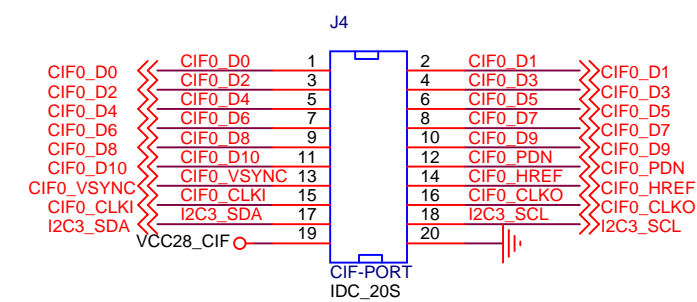 J4
CIF0_D0 CIF0_D0 1 2 CIF0_D1 CIF0_D1
CIF0_D2 CIF0_D2 3 4 CIF0_D3 CIF0_D3
CIF0_D4 CIF0_D4 5 6 CIF0_D5 CIF0_D5
CIF0_D6 CIF0_D6 7 8 CIF0_D7 CIF0_D7
CIF0_D8 CIF0_D8 9 10 CIF0_D9 CIF0_D9
CIF0_D10 CIF0_D10 11 12 CIF0_PDN CIF0_PDN
CIF0_VSYNC CIF0_VSYNC 13 14 CIF0_HREF CIF0_HREF
CIF0_CLKI CIF0_CLKI 15 16 CIF0_CLKO CIF0_CLKO
I2C3_SDA I2C3_SDA 17 18 I2C3_SCL I2C3_SCL
VCC28_CIF 19 20
CIF-PORT
IDC_20S